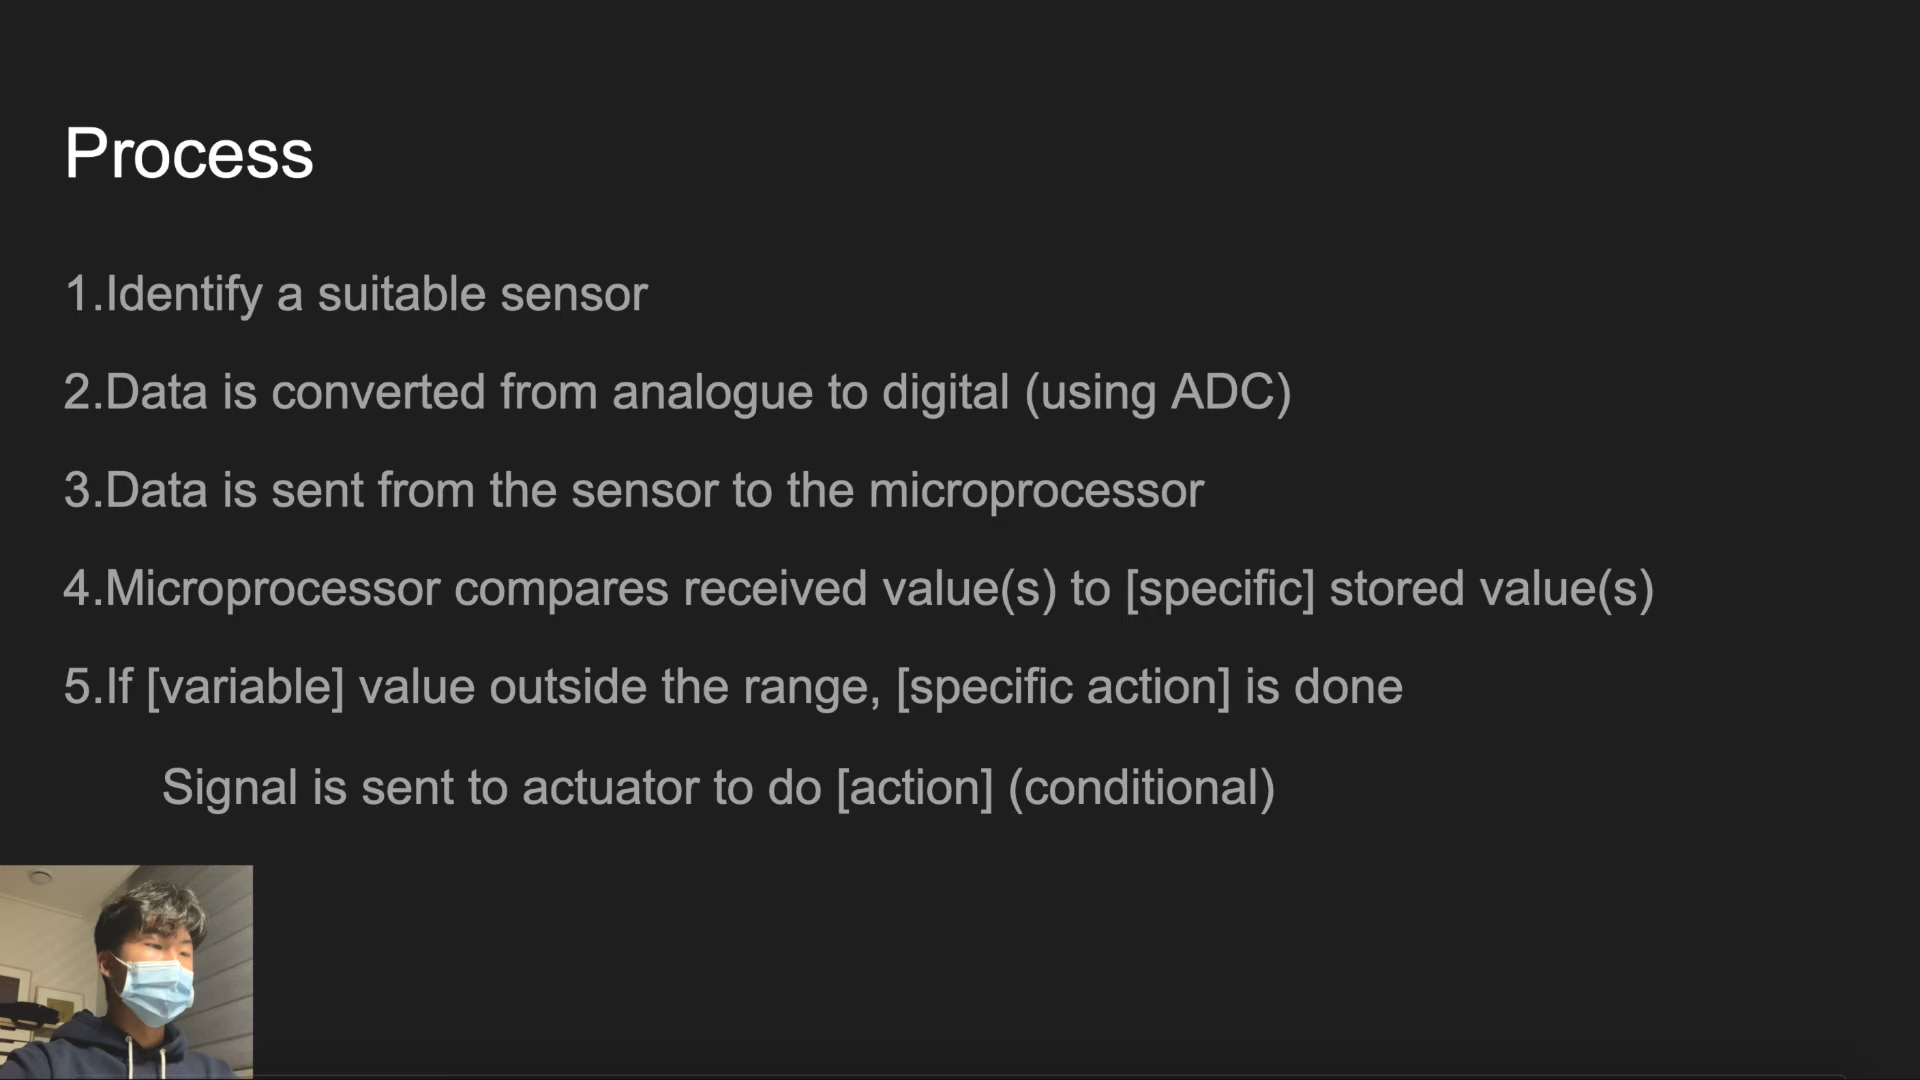 Process
1.Identify a suitable sensor
2.Data is converted from analogue to digital (using ADC)
3.Data is sent from the sensor to the microprocessor
4.Microprocessor compares received value(s) to [specific] stored value(s)
5.If [variable] value outside the range, [specific action] is done
Signal is sent to actuator to do [action] (conditional)